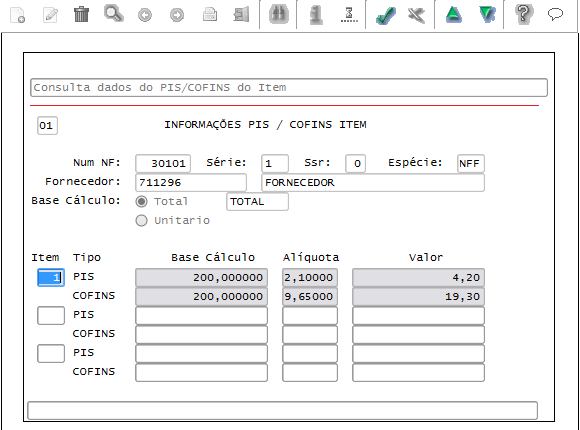 Consulta dados do PIS/COFINS do Item
01 INFORMAÇÕES PIS / COFINS ITEM
Num NF: 30101 Série: 1 Ssr: 0 Espécie: NFF
Fornecedor: 711296 FORNECEDOR
Base Cálculo: Total TOTAL
Unitario
Item Tipo Base Cálculo Alíquota Valor
1 PIS 200,000000 2,10000 4,20
COFINS 200,000000 9,65000 19,30
PIS
COFINS
PIS
COFINS